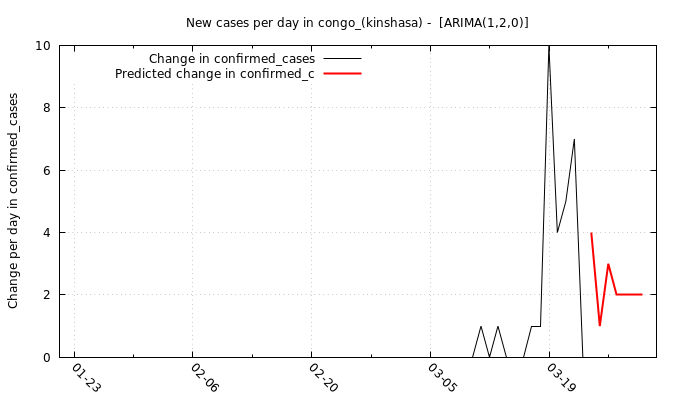 New cases per day in congo_(kinshasa) -  [ARIMA(1,2,0)]
Change in confirmed_cases
Predicted change in confirmed_c
Change per day in confirmed_cases
10
8
6
4
2
0
01-23
02-06
02-20
03-05
03-19